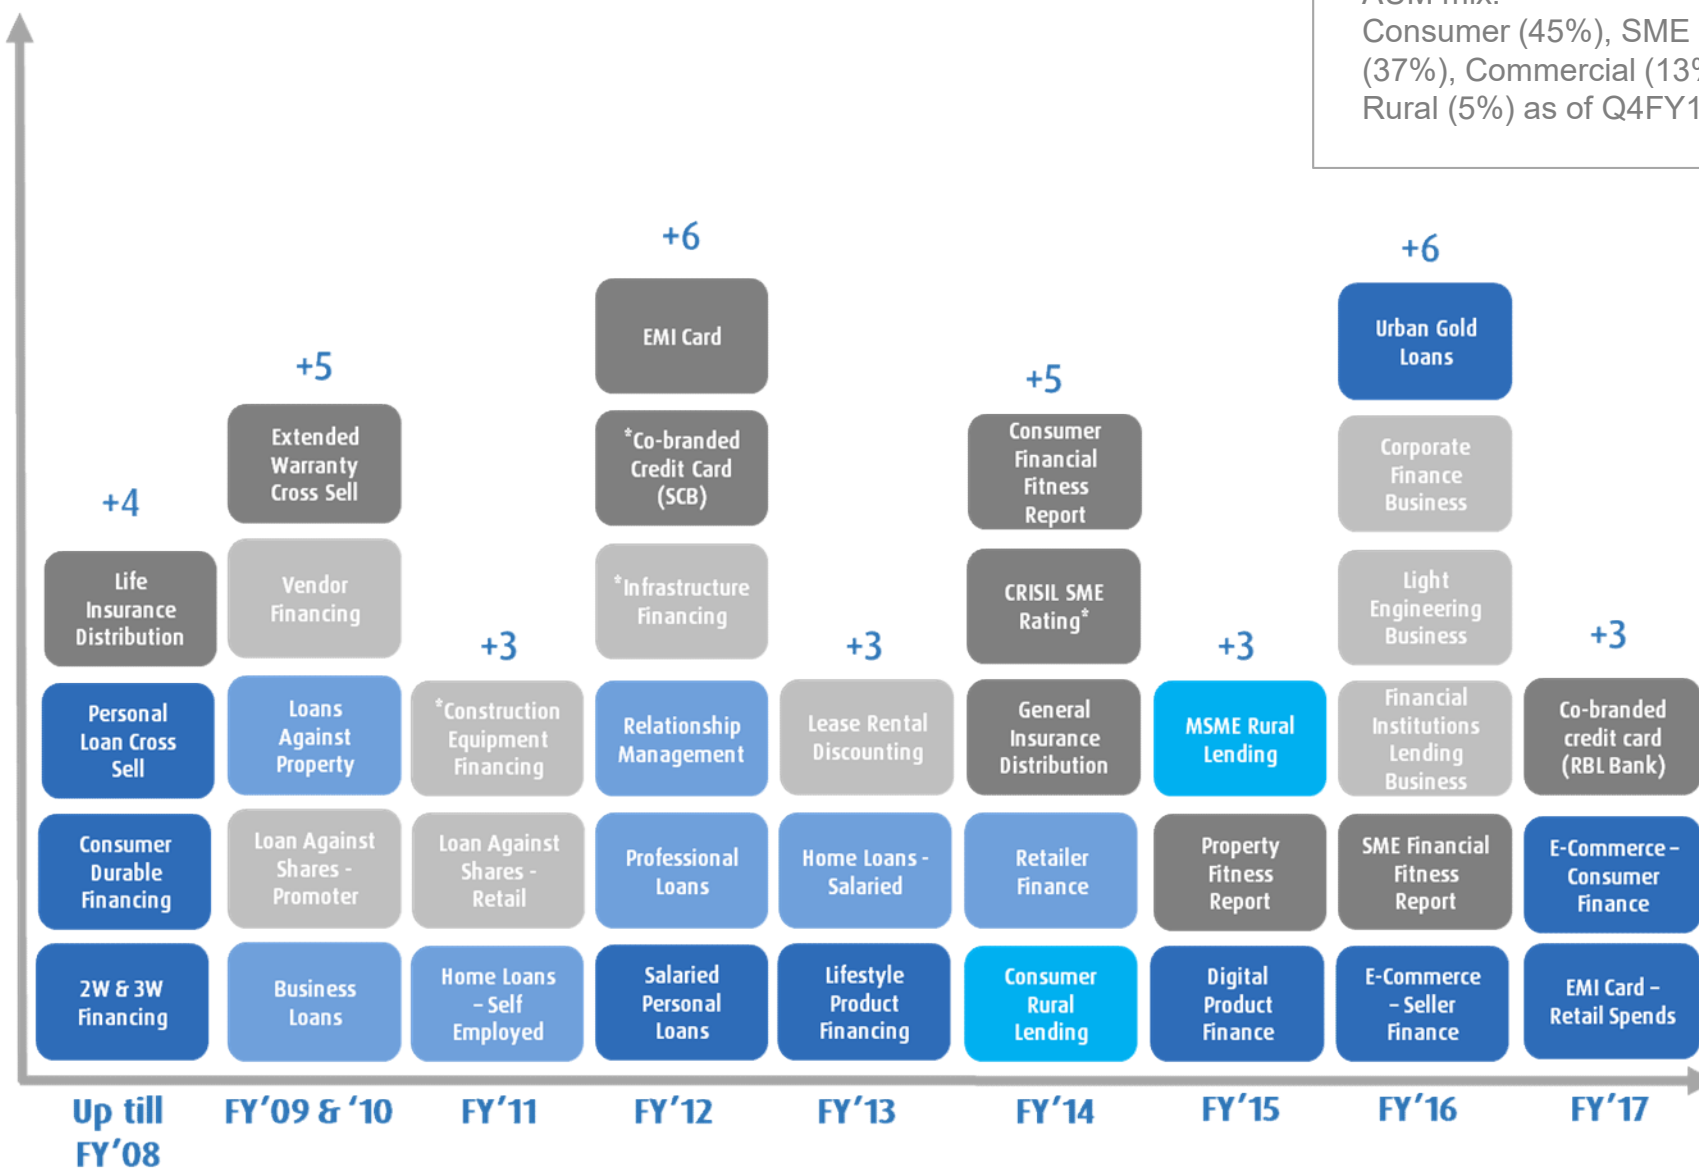 AUM mix:
Consumer (45%), SME
(37%), Commercial (13%
Rural (5%) as of Q4FY1
+4
Life
Insurance
Distribution
Personal
Loan Cross
Sell
Consumer
Durable
Financing
2W & 3W
Financing
Up till
FY'08
+5
Extended
Warranty
Cross Sell
Vendor
Financing
Loans
Against
Property
Loan Against
Shares -
Promoter
Business
Loans
FY'09 & '10
+3
*Construction
Equipment
Financing
Loan Against
Shares -
Retail
Home Loans
– Self
Employed
FY'11
+6
EMI Card
*Co-branded
Credit Card
(SCB)
*Infrastructure
Financing
Relationship
Management
Professional
Loans
Salaried
Personal
Loans
FY'12
+3
Lease Rental
Discounting
Home Loans -
Salaried
Lifestyle
Product
Financing
FY'13
+5
Consumer
Financial
Fitness
Report
CRISIL SME
Rating*
General
Insurance
Distribution
Retailer
Finance
Consumer
Rural
Lending
FY'14
+3
MSME Rural
Lending
Property
Fitness
Report
Digital
Product
Finance
FY'15
+6
Urban Gold
Loans
Corporate
Finance
Business
Light
Engineering
Business
Financial
Institutions
Lending
Business
SME Financial
Fitness
Report
E-Commerce
– Seller
Finance
FY'16
+3
Co-branded
credit card
(RBL Bank)
E-Commerce –
Consumer
Finance
EMI Card –
Retail Spends
FY'17